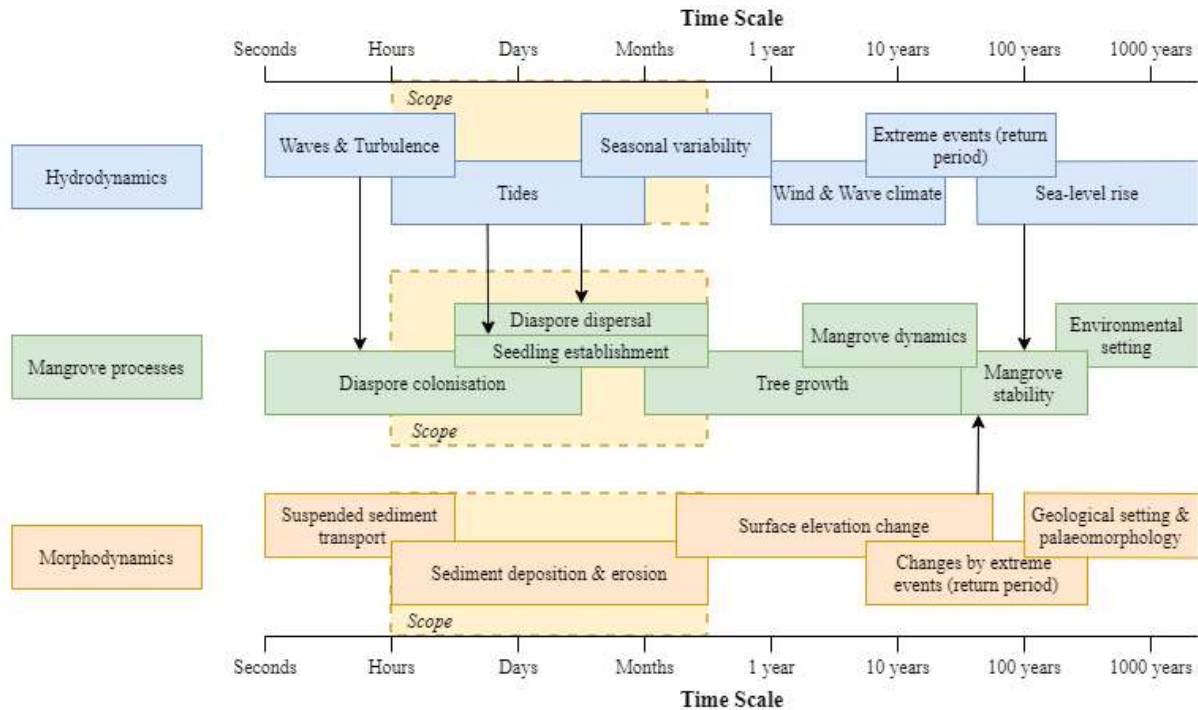 Time Scale
Seconds Hours Days Months 1 year 10 years 100 years 1000 years
Scope
Hydrodynamics
Waves & Turbulence
Tides
Seasonal variability
Wind & Wave climate
Extreme events (return
period)
Sea-level rise
Mangrove processes
Diaspore dispersal
Seedling establishment
Diaspore colonisation
Mangrove dynamics
Tree growth
Mangrove
stability
Environmental
setting
Scope
Morphodynamics
Suspended sediment
transport
Sediment deposition & erosion
Surface elevation change
Changes by extreme
events (return period)
Geological setting &
palaeomorphology
Scope
Seconds Hours Days Months 1 year 10 years 100 years 1000 years
Time Scale